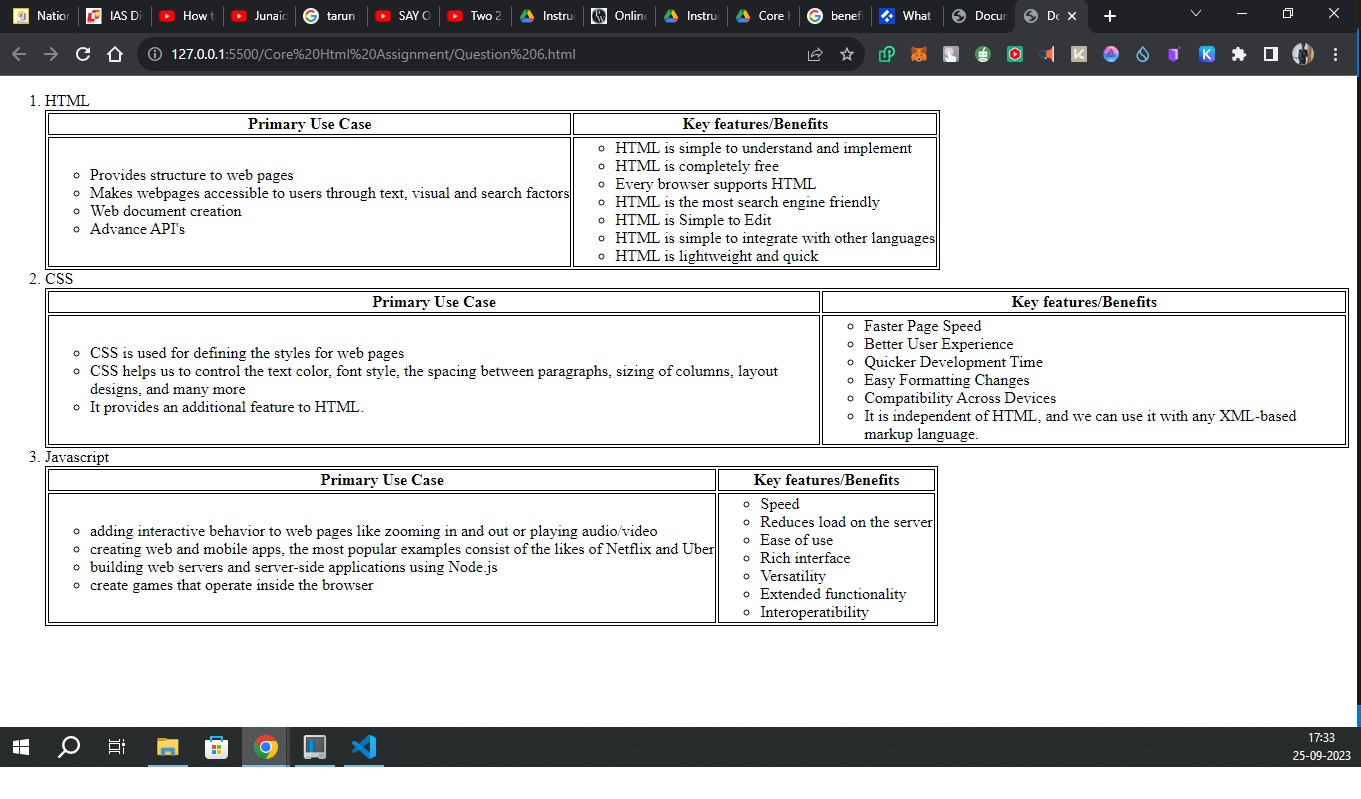 Nation
IAS Di
How t
Junaid
tarun
SAY O
Two 2
Instru
Online
Instru
Core H
benefi
What
Docum
Do
127.0.0.1:5500/Core%20Html%20Assignment/Question%206.html
1. HTML
Primary Use Case Key features/Benefits
Provides structure to web pages
Makes webpages accessible to users through text, visual and search factors
Web document creation
Advance API's
HTML is simple to understand and implement
HTML is completely free
Every browser supports HTML
HTML is the most search engine friendly
HTML is Simple to Edit
HTML is simple to integrate with other languages
HTML is lightweight and quick
2. CSS
Primary Use Case Key features/Benefits
CSS is used for defining the styles for web pages
CSS helps us to control the text color, font style, the spacing between paragraphs, sizing of columns, layout
designs, and many more
It provides an additional feature to HTML.
Faster Page Speed
Better User Experience
Quicker Development Time
Easy Formatting Changes
Compatibility Across Devices
It is independent of HTML, and we can use it with any XML-based
markup language.
3. Javascript
Primary Use Case Key features/Benefits
adding interactive behavior to web pages like zooming in and out or playing audio/video
creating web and mobile apps, the most popular examples consist of the likes of Netflix and Uber
building web servers and server-side applications using Node.js
create games that operate inside the browser
Speed
Reduces load on the server
Ease of use
Rich interface
Versatility
Extended functionality
Interoperatibility
17:33
25-09-2023